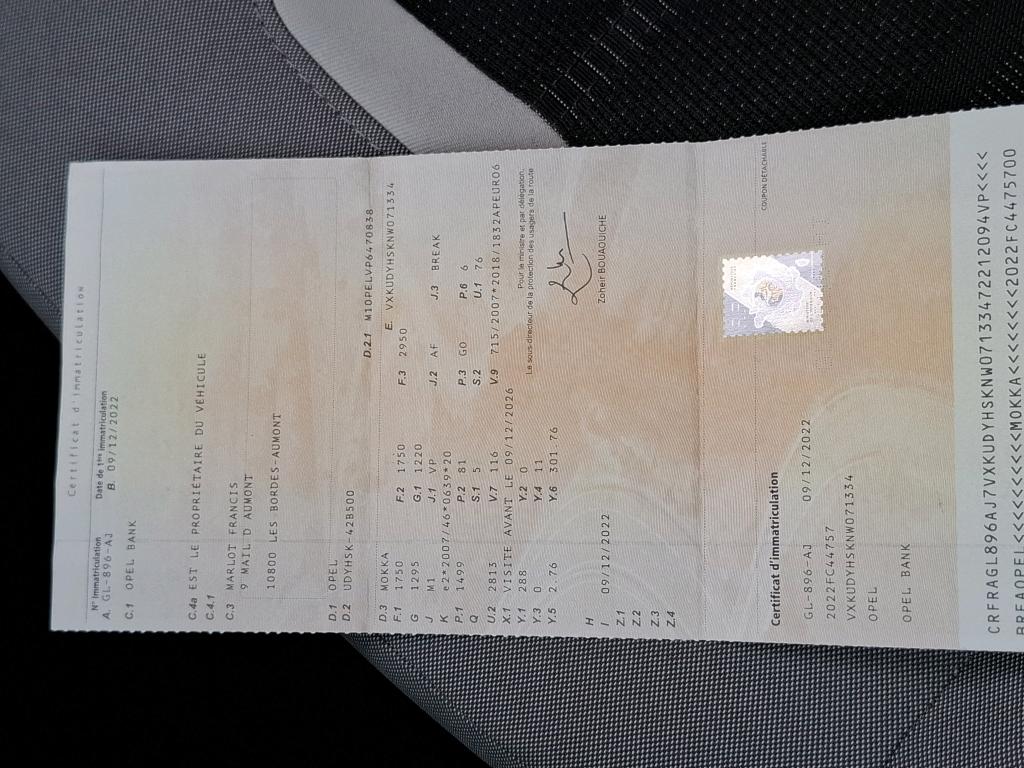 Certificat d'immatriculation
N° Immatriculation Date de 1ère immatriculation
A. GL-896-AJ B. 09/12/2022
C.1 OPEL BANK
C.4a EST LE PROPRIÉTAIRE DU VÉHICULE
C.4.1
C.3 MARLOT FRANCIS
9 MAIL D AUMONT
10800 LES BORDES-AUMONT
D.1 OPEL
D.2 UDYHSK-42B500 D.2.1 M10PELVP6470838
D.3 MOKKA E. VXKUDYHSKNW071334
F.1 1750 F.2 1750 F.3 2950
G 1295 G.1 1220
J M1 J.1 VP J.2 AF J.3 BREAK
K e2*2007/46*0639*20
P.1 1499 P.2 81 P.3 GO P.6 6
Q S.1 5 S.2 U.1 76
U.2 2813 V.7 116 V.9 715/2007*2018/1832APEURO6
X.1 VISITE AVANT LE 09/12/2026
Y.1 288 Y.2 0
Y.3 0 Y.4 11
Y.5 2.76 Y.6 301.76
Pour le ministre et par délégation,
Le sous-directeur de la protection des usagers de la route
H
I 09/12/2022
Zoheir BOUAOUICHE
Z.1
Z.2
Z.3
Z.4
COUPON DÉTACHABLE
Certificat d'immatriculation
GL-896-AJ 09/12/2022
2022FC44757
VXKUDYHSKNW071334
OPEL
OPEL BANK
CRFRAGL896AJ7VXKUDYHSKNW07133472212094VP<<<